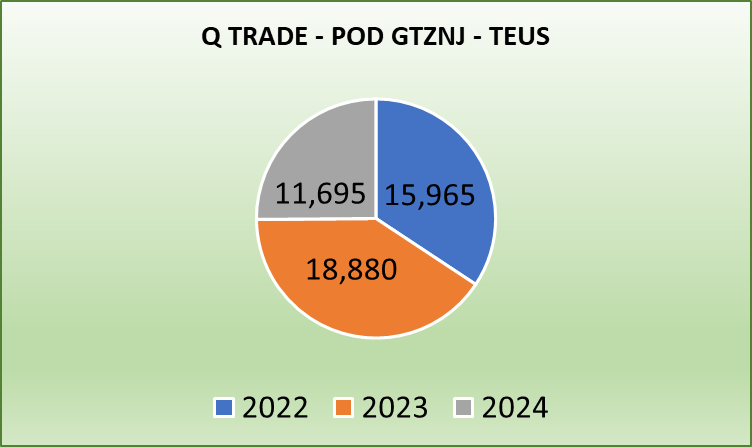 Q TRADE - POD GTZNJ - TEUS
11,695 15,965
18,880
2022 2023 2024